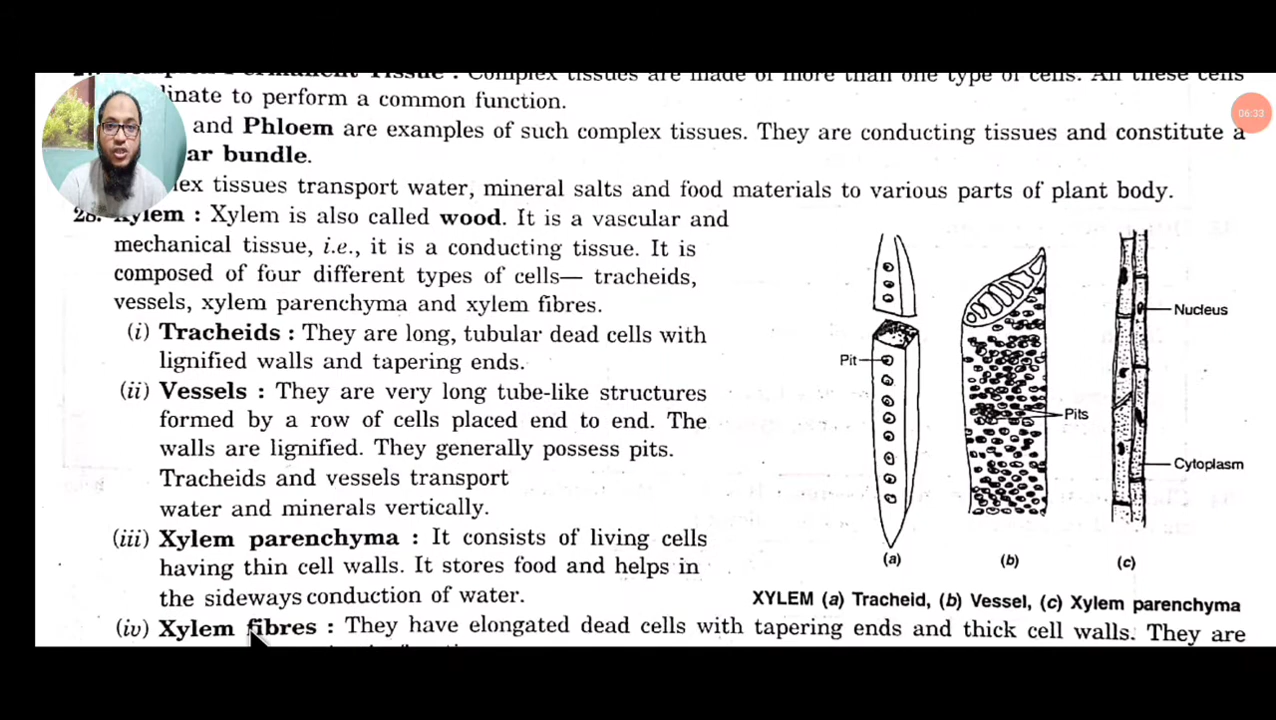 Complex Permanent Tissue : Complex tissues are made of more than one type of cells. All these cells
linate to perform a common function.
06:33
and Phloem are examples of such complex tissues. They are conducting tissues and constitute a
ar bundle.
lex tissues transport water, mineral salts and food materials to various parts of plant body.
28. Xylem : Xylem is also called wood. It is a vascular and
mechanical tissue, i.e., it is a conducting tissue. It is
composed of four different types of cells— tracheids,
vessels, xylem parenchyma and xylem fibres.
(i) Tracheids : They are long, tubular dead cells with
lignified walls and tapering ends.
(ii) Vessels : They are very long tube-like structures
formed by a row of cells placed end to end. The
walls are lignified. They generally possess pits.
Tracheids and vessels transport
water and minerals vertically.
(iii) Xylem parenchyma : It consists of living cells
having thin cell walls. It stores food and helps in
the sideways conduction of water.
(iv) Xylem fibres : They have elongated dead cells with tapering ends and thick cell walls. They are
Nucleus
Pit
Pits
Cytoplasm
(a)
(b)
(c)
XYLEM (a) Tracheid, (b) Vessel, (c) Xylem parenchyma